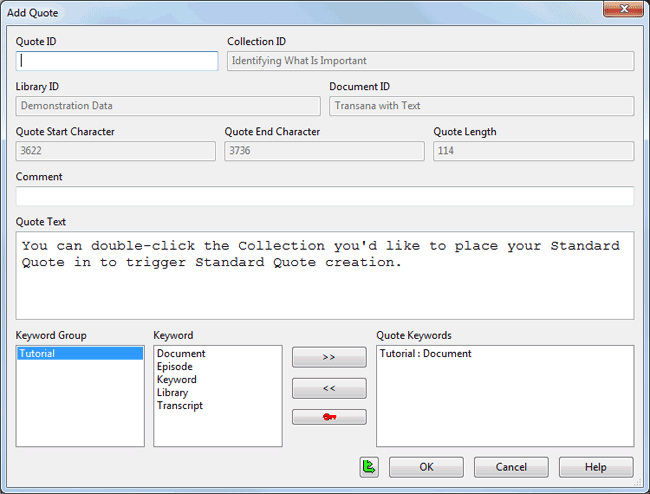 Add Quote
Quote ID Collection ID
Identifying What Is Important
Library ID Document ID
Demonstration Data Transana with Text
Quote Start Character Quote End Character Quote Length
3622 3736 114
Comment
Quote Text
You can double-click the Collection you'd like to place your Standard
Quote in to trigger Standard Quote creation.
Keyword Group Keyword Quote Keywords
Tutorial Document >> Tutorial : Document
Episode
Keyword <<
Library
Transcript
OK Cancel Help